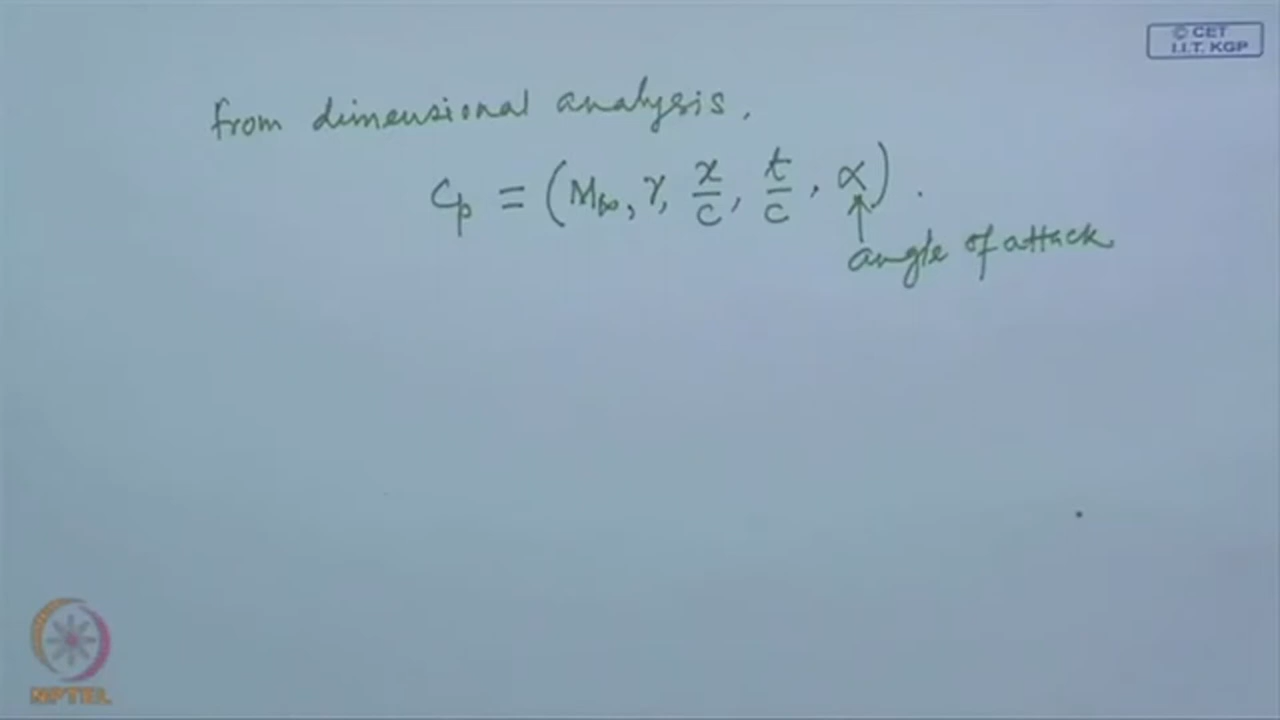 © CET
I.I.T. KGP
from dimensional analysis,
Cp = (M∞, γ, x/c, t/c, α).
angle of attack
NPTEL